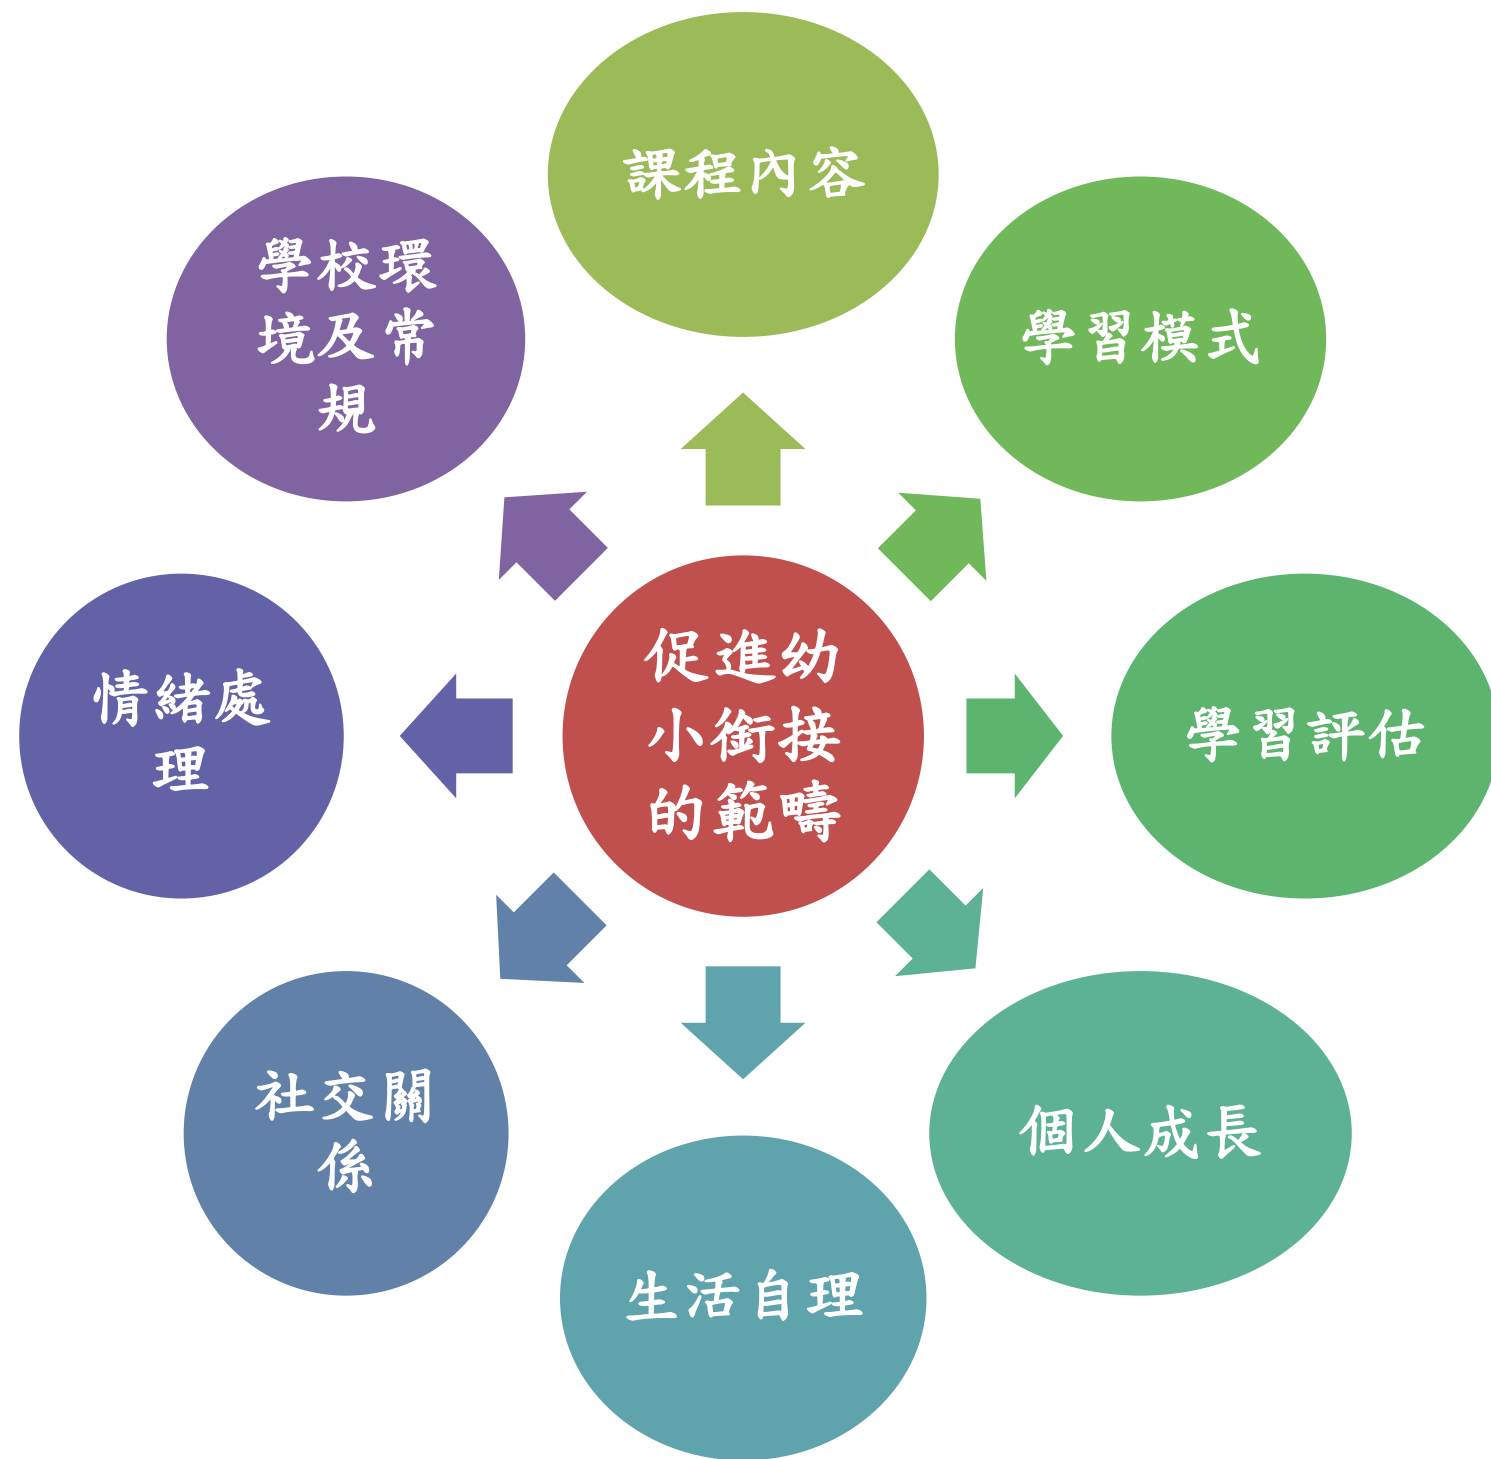 課程內容
學習模式
學習評估
個人成長
生活自理
社交關
係
情緒處
理
學校環
境及常
規
促進幼
小銜接
的範疇